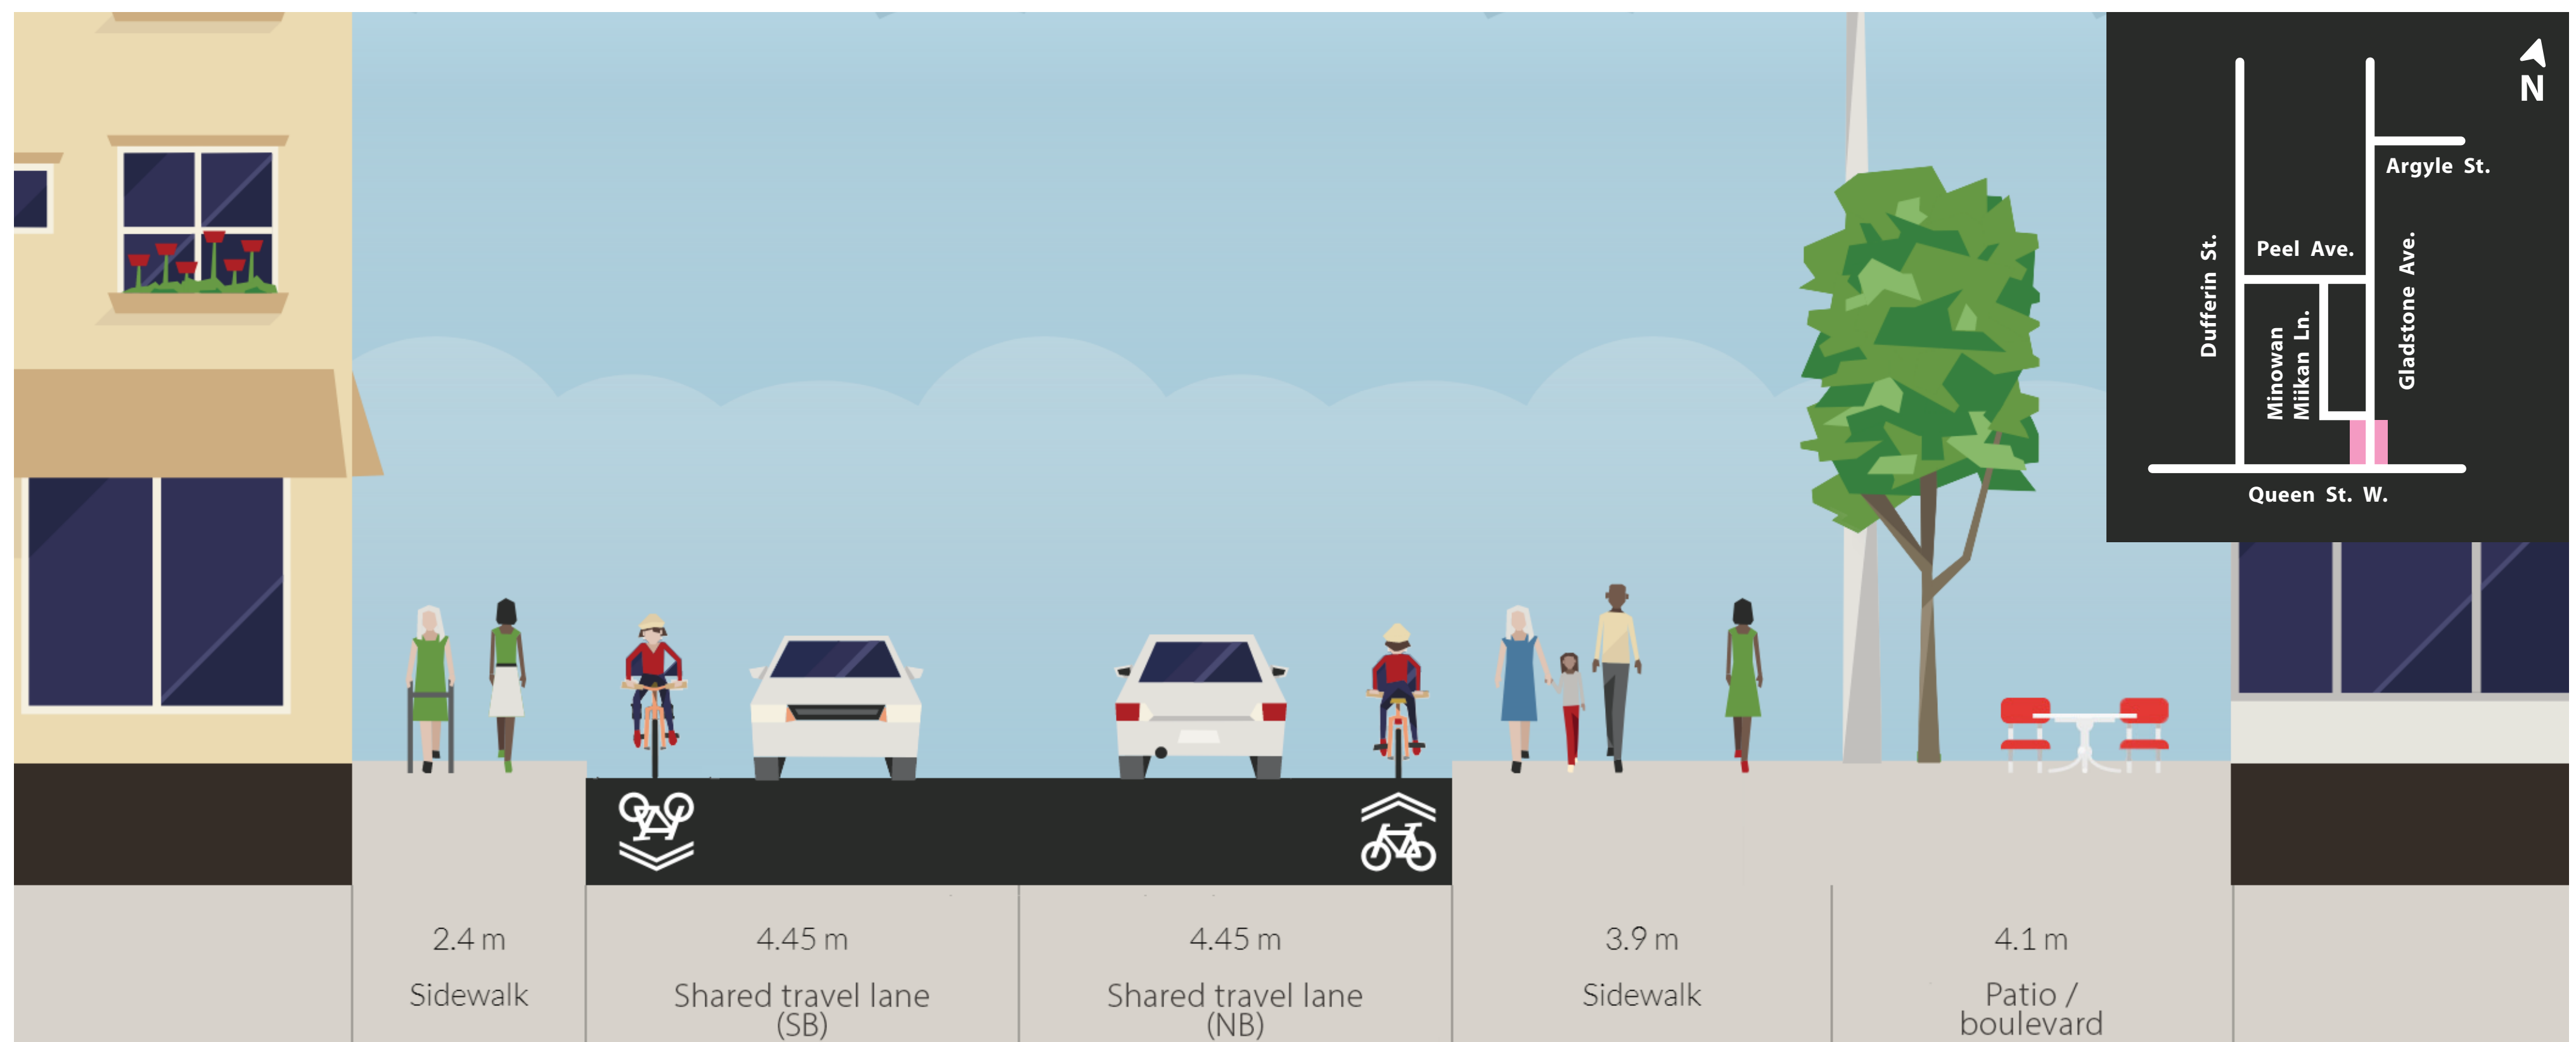 N
Argyle St.
Peel Ave.
Dufferin St.
Gladstone Ave.
Minowan
Miikan Ln.
Queen St. W.
2.4 m
Sidewalk
4.45 m
Shared travel lane
(SB)
4.45 m
Shared travel lane
(NB)
3.9 m
Sidewalk
4.1 m
Patio /
boulevard